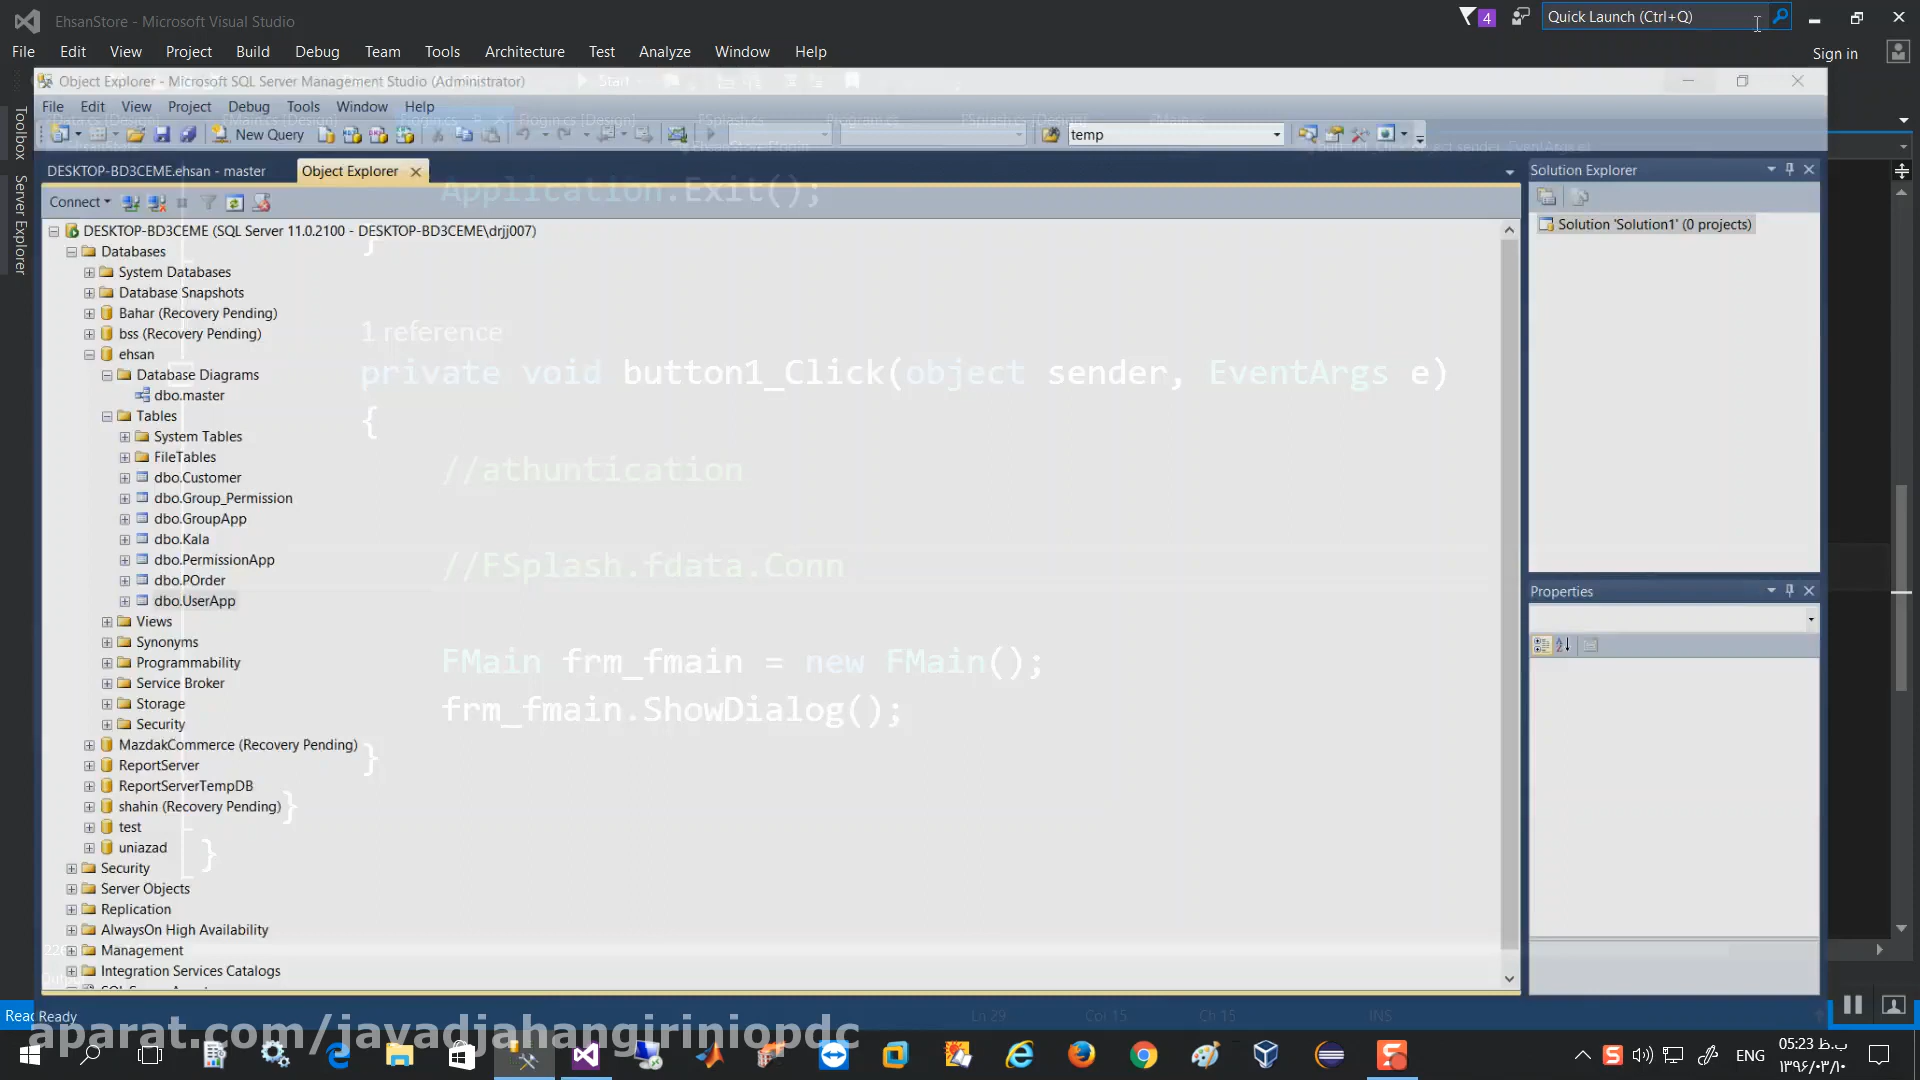 EhsanStore - Microsoft Visual Studio
4
Quick Launch (Ctrl+Q)
File Edit View Project Build Debug Team Tools Architecture Test Analyze Window Help
Sign in
Object Explorer - Microsoft SQL Server Management Studio (Administrator)
Start
File Edit View Project Debug Tools Window Help
New Query
temp
Toolbox
Server Explorer
DESKTOP-BD3CEME.ehsan - master
Object Explorer
Solution Explorer
Connect
Application.Exit();
Solution 'Solution1' (0 projects)
DESKTOP-BD3CEME (SQL Server 11.0.2100 - DESKTOP-BD3CEME\drjj007)
}
Databases
System Databases
Database Snapshots
Bahar (Recovery Pending)
1 reference
bss (Recovery Pending)
ehsan
private void button1_Click(object sender, EventArgs e)
Database Diagrams
dbo.master
Tables
{
System Tables
FileTables
//athuntication
dbo.Customer
dbo.Group_Permission
dbo.GroupApp
dbo.Kala
dbo.PermissionApp
//FSplash.fdata.Conn
dbo.POrder
Properties
dbo.UserApp
Views
Synonyms
Programmability
FMain frm_fmain = new FMain();
Service Broker
Storage
frm_fmain.ShowDialog();
Security
MazdakCommerce (Recovery Pending)
}
ReportServer
ReportServerTempDB
shahin (Recovery Pending)
}
test
uniazad
}
Security
Server Objects
Replication
AlwaysOn High Availability
Management
Integration Services Catalogs
Ready
Ln 29 Col 15 Ch 15 INS
aparat.com/javadjahangiriniopdc
ENG
05:23 ب.ظ
۱۳۹۶/۰۳/۱۰